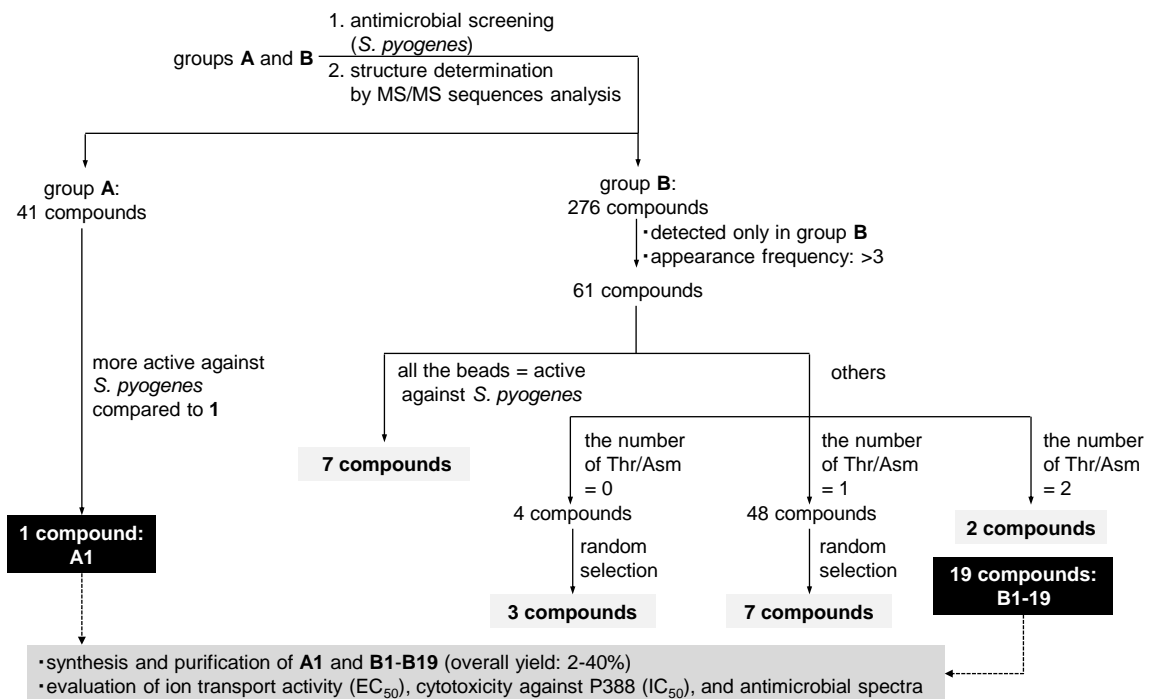 1. antimicrobial screening
(S. pyogenes)
groups A and B
2. structure determination
by MS/MS sequences analysis
group A:
41 compounds
group B:
276 compounds
・detected only in group B
・appearance frequency: >3
61 compounds
more active against
S. pyogenes
compared to 1
all the beads = active
against S. pyogenes
others
7 compounds
the number
of Thr/Asm
= 0
the number
of Thr/Asm
= 1
the number
of Thr/Asm
= 2
4 compounds
48 compounds
2 compounds
1 compound:
A1
random
selection
random
selection
19 compounds:
B1-19
3 compounds
7 compounds
・synthesis and purification of A1 and B1-B19 (overall yield: 2-40%)
・evaluation of ion transport activity (EC50), cytotoxicity against P388 (IC50), and antimicrobial spectra